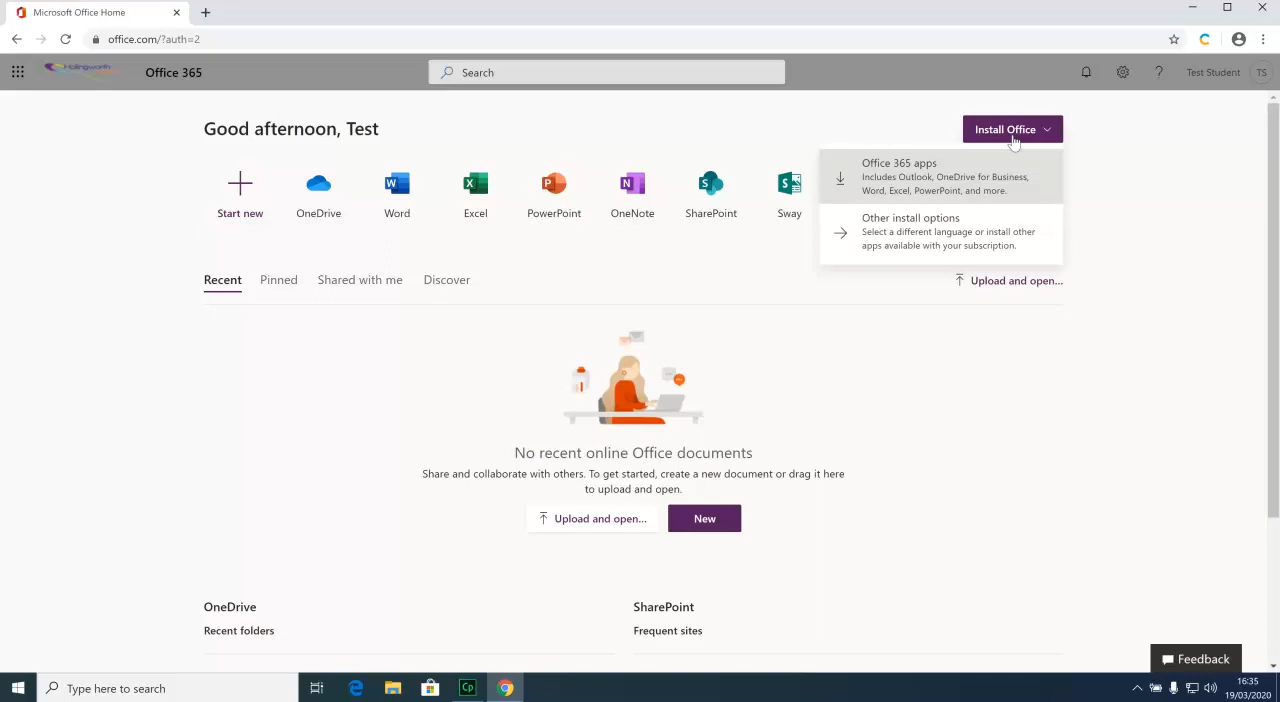 Microsoft Office Home
office.com/?auth=2
Hollingworth
Office 365
Search
Test Student
TS
Good afternoon, Test
Install Office
Office 365 apps
Includes Outlook, OneDrive for Business,
Word, Excel, PowerPoint, and more.
Other install options
Select a different language or install other
apps available with your subscription.
Start new
OneDrive
Word
Excel
PowerPoint
OneNote
SharePoint
Sway
Recent
Pinned
Shared with me
Discover
Upload and open...
No recent online Office documents
Share and collaborate with others. To get started, create a new document or drag it here
to upload and open.
Upload and open...
New
OneDrive
SharePoint
Recent folders
Frequent sites
Feedback
Type here to search
Cp
16:35
19/03/2020